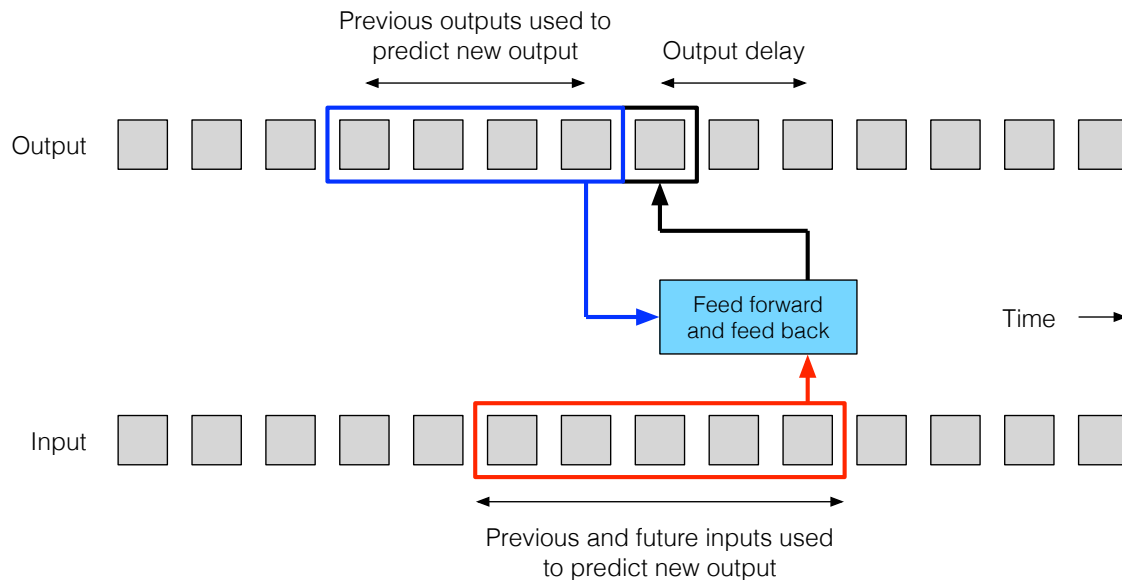 Previous outputs used to
predict new output
Output delay
Output
Feed forward
and feed back
Time
Input
Previous and future inputs used
to predict new output